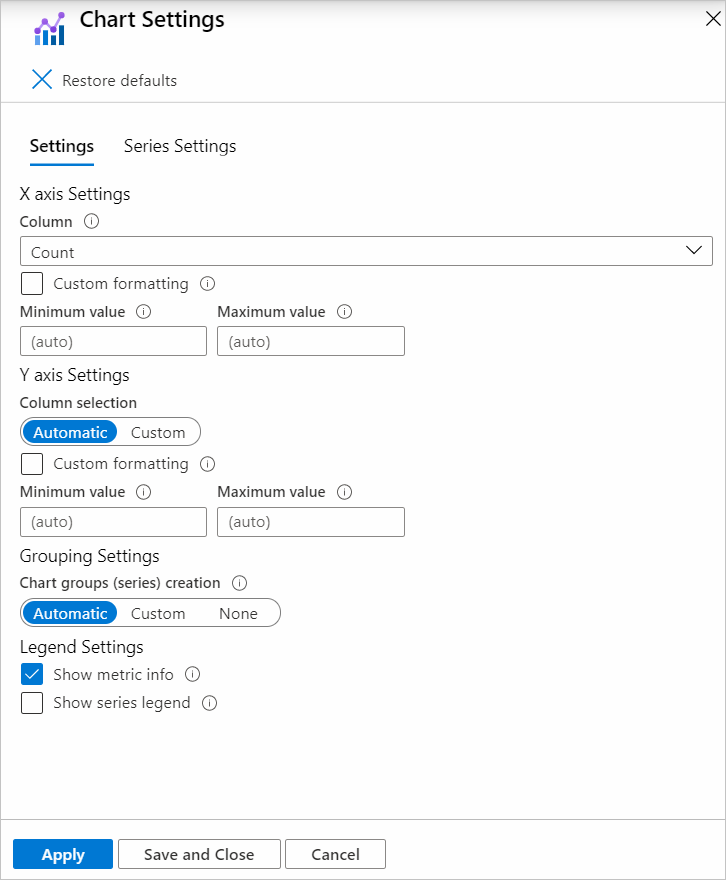 Chart Settings
Restore defaults
Settings Series Settings
X axis Settings
Column
Count
Custom formatting
Minimum value Maximum value
(auto) (auto)
Y axis Settings
Column selection
Automatic Custom
Custom formatting
Minimum value Maximum value
(auto) (auto)
Grouping Settings
Chart groups (series) creation
Automatic Custom None
Legend Settings
Show metric info
Show series legend
Apply Save and Close Cancel